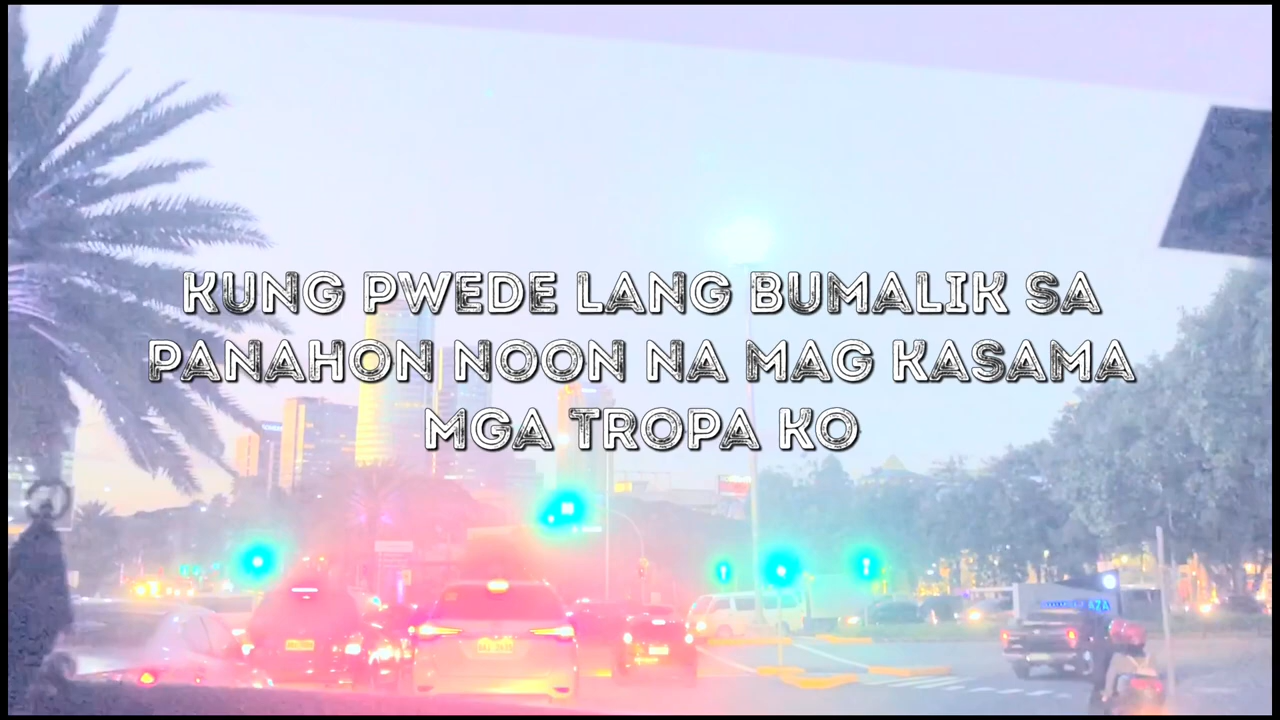 KUNG PWEDE LANG BUMALIK SA
PANAHON NOON NA MAG KASAMA
MGA TROPA KO